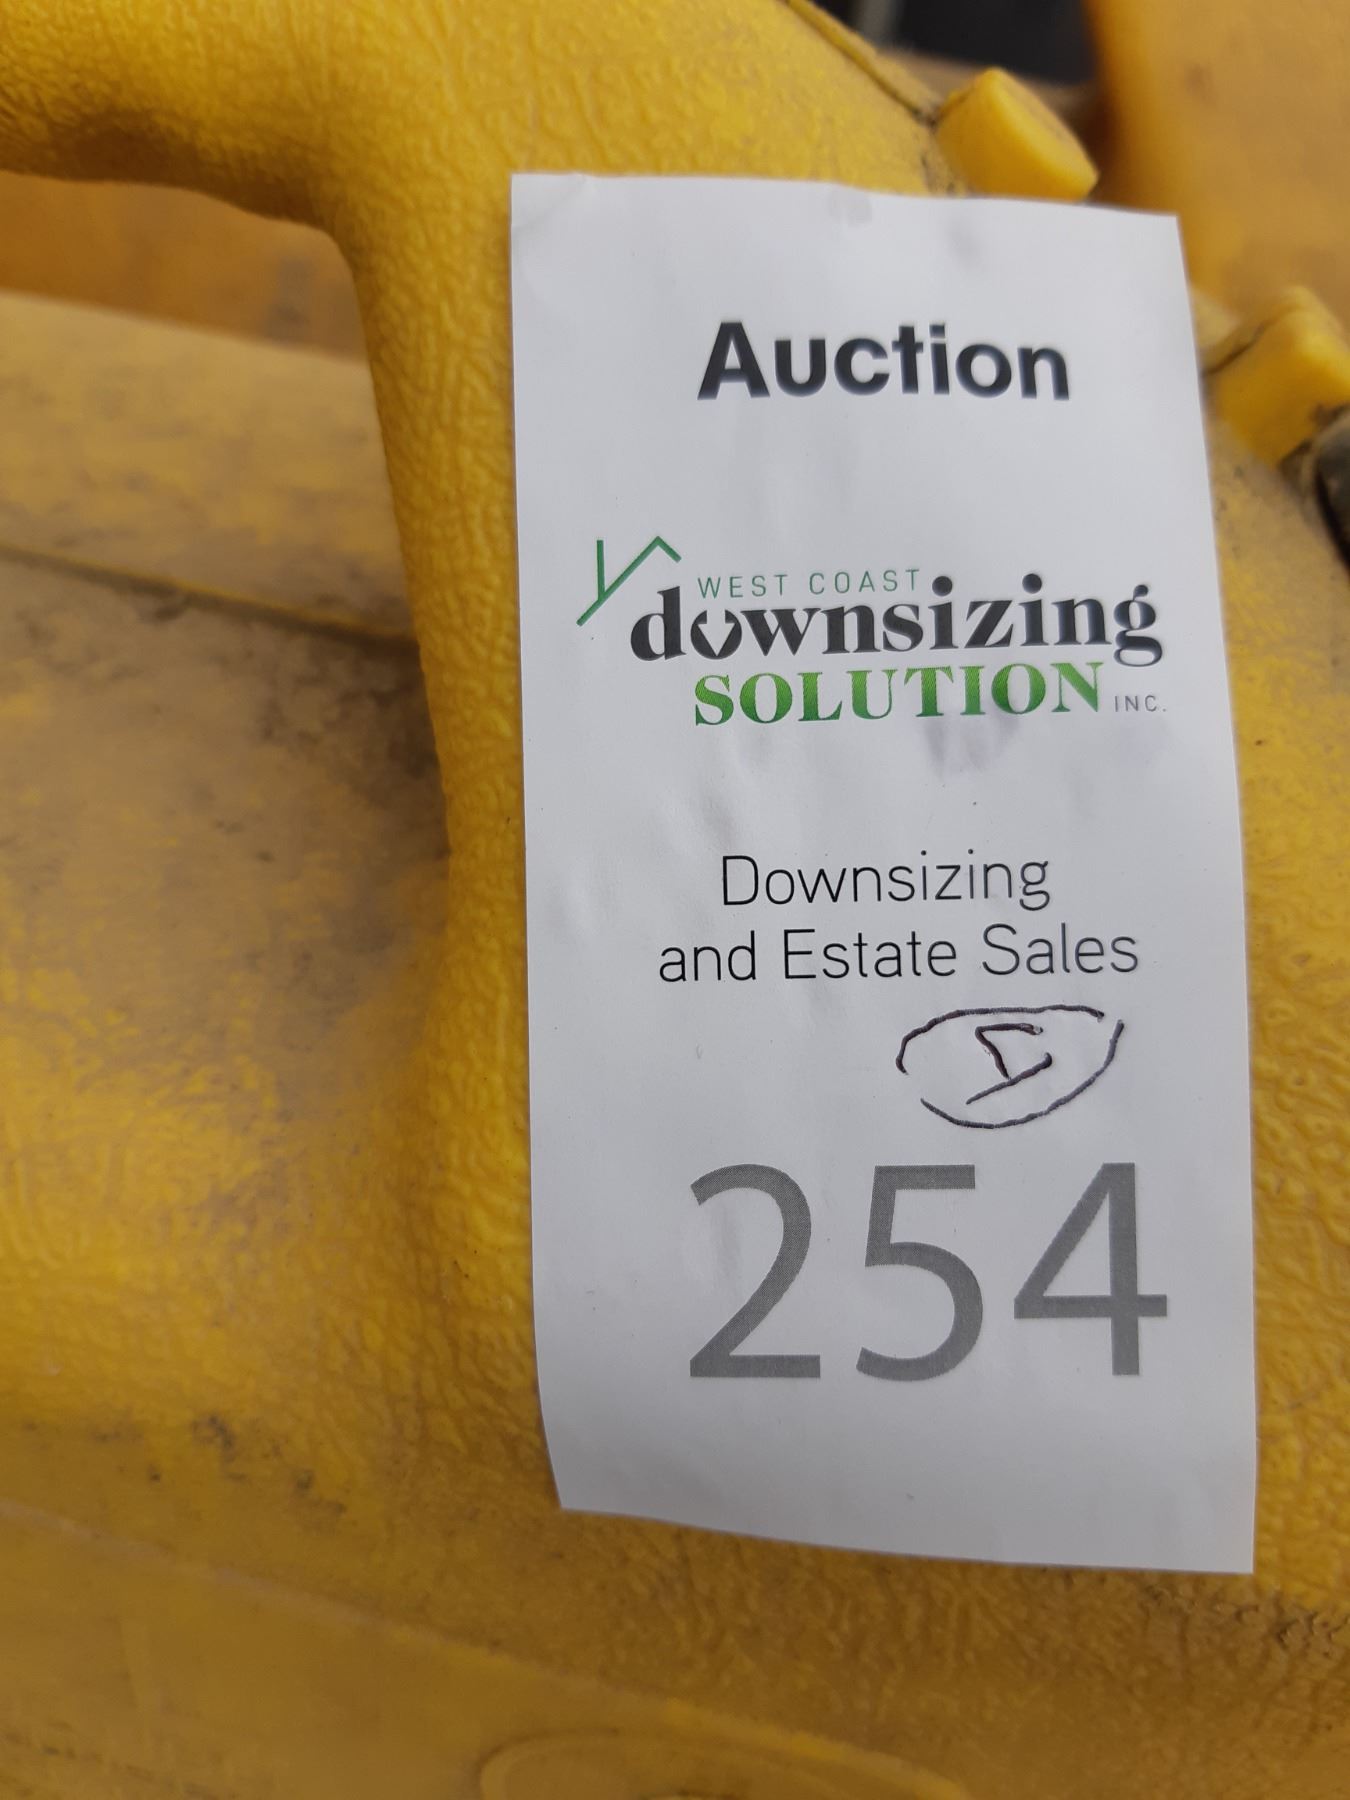 Auction
WEST COAST
downsizing
SOLUTION INC.
Downsizing
and Estate Sales
254